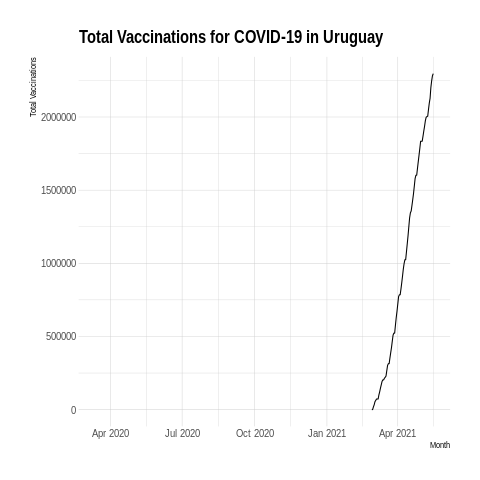 Total Vaccinations for COVID-19 in Uruguay
Total Vaccinations
2000000
1500000
1000000
500000
0
Apr 2020 Jul 2020 Oct 2020 Jan 2021 Apr 2021
Month